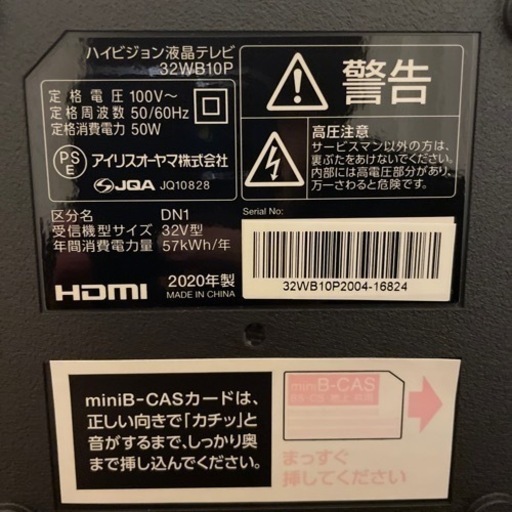 ハイビジョン液晶テレビ
32WB10P
定格電圧 100V～
定格周波数 50/60Hz
定格消費電力 50W
PSE
アイリスオーヤマ株式会社
JQA JQ10828
区分名 DN1
受信機型サイズ 32V型
年間消費電力量 57kWh/年
HDMI
2020年製
MADE IN CHINA
警告
高圧注意
サービスマン以外の方は、
裏ぶたをあけないでください。
内部には高電圧部分があり、
万一さわると危険です。
Serial No:
32WB10P2004-16824
miniB-CASカードは、
正しい向きで「カチッ」と
音がするまで、しっかり奥
まで挿し込んでください。
miniB-CAS
まっすぐ
挿してください